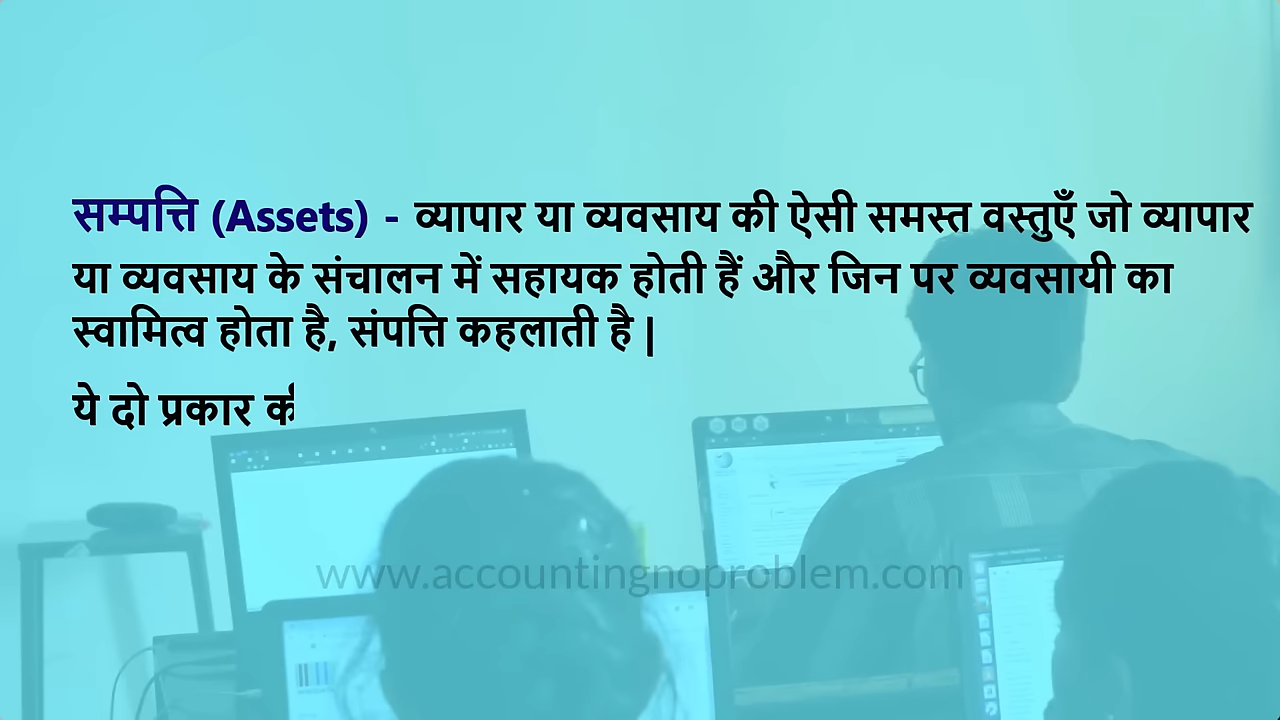 सम्पत्ति (Assets) - व्यापार या व्यवसाय की ऐसी समस्त वस्तुएँ जो व्यापार
या व्यवसाय के संचालन में सहायक होती हैं और जिन पर व्यवसायी का
स्वामित्व होता है, संपत्ति कहलाती है |
ये दो प्रकार
www.accountingnoproblem.com